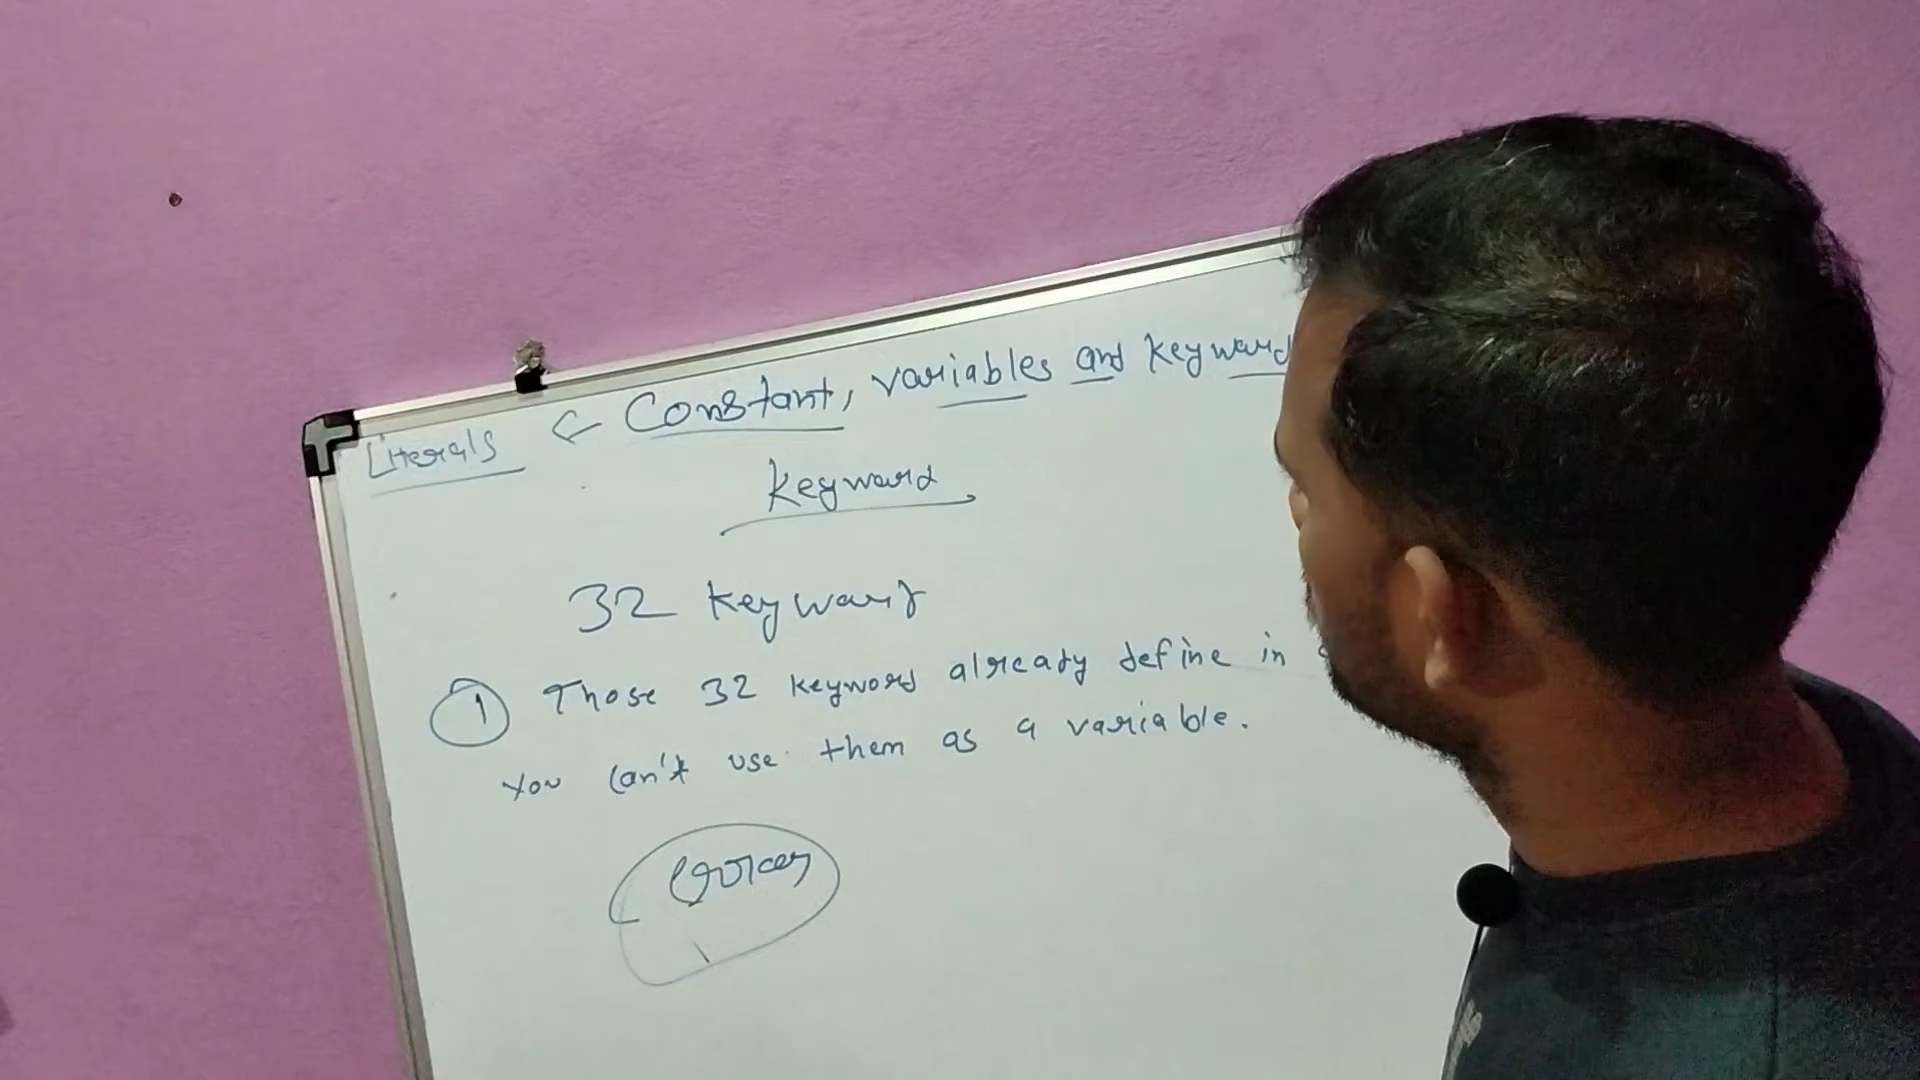 Literals ← Constant, variables and keyword
keyword
32 keyword
1 Those 32 keyword already define in
You can't use them as a variable.